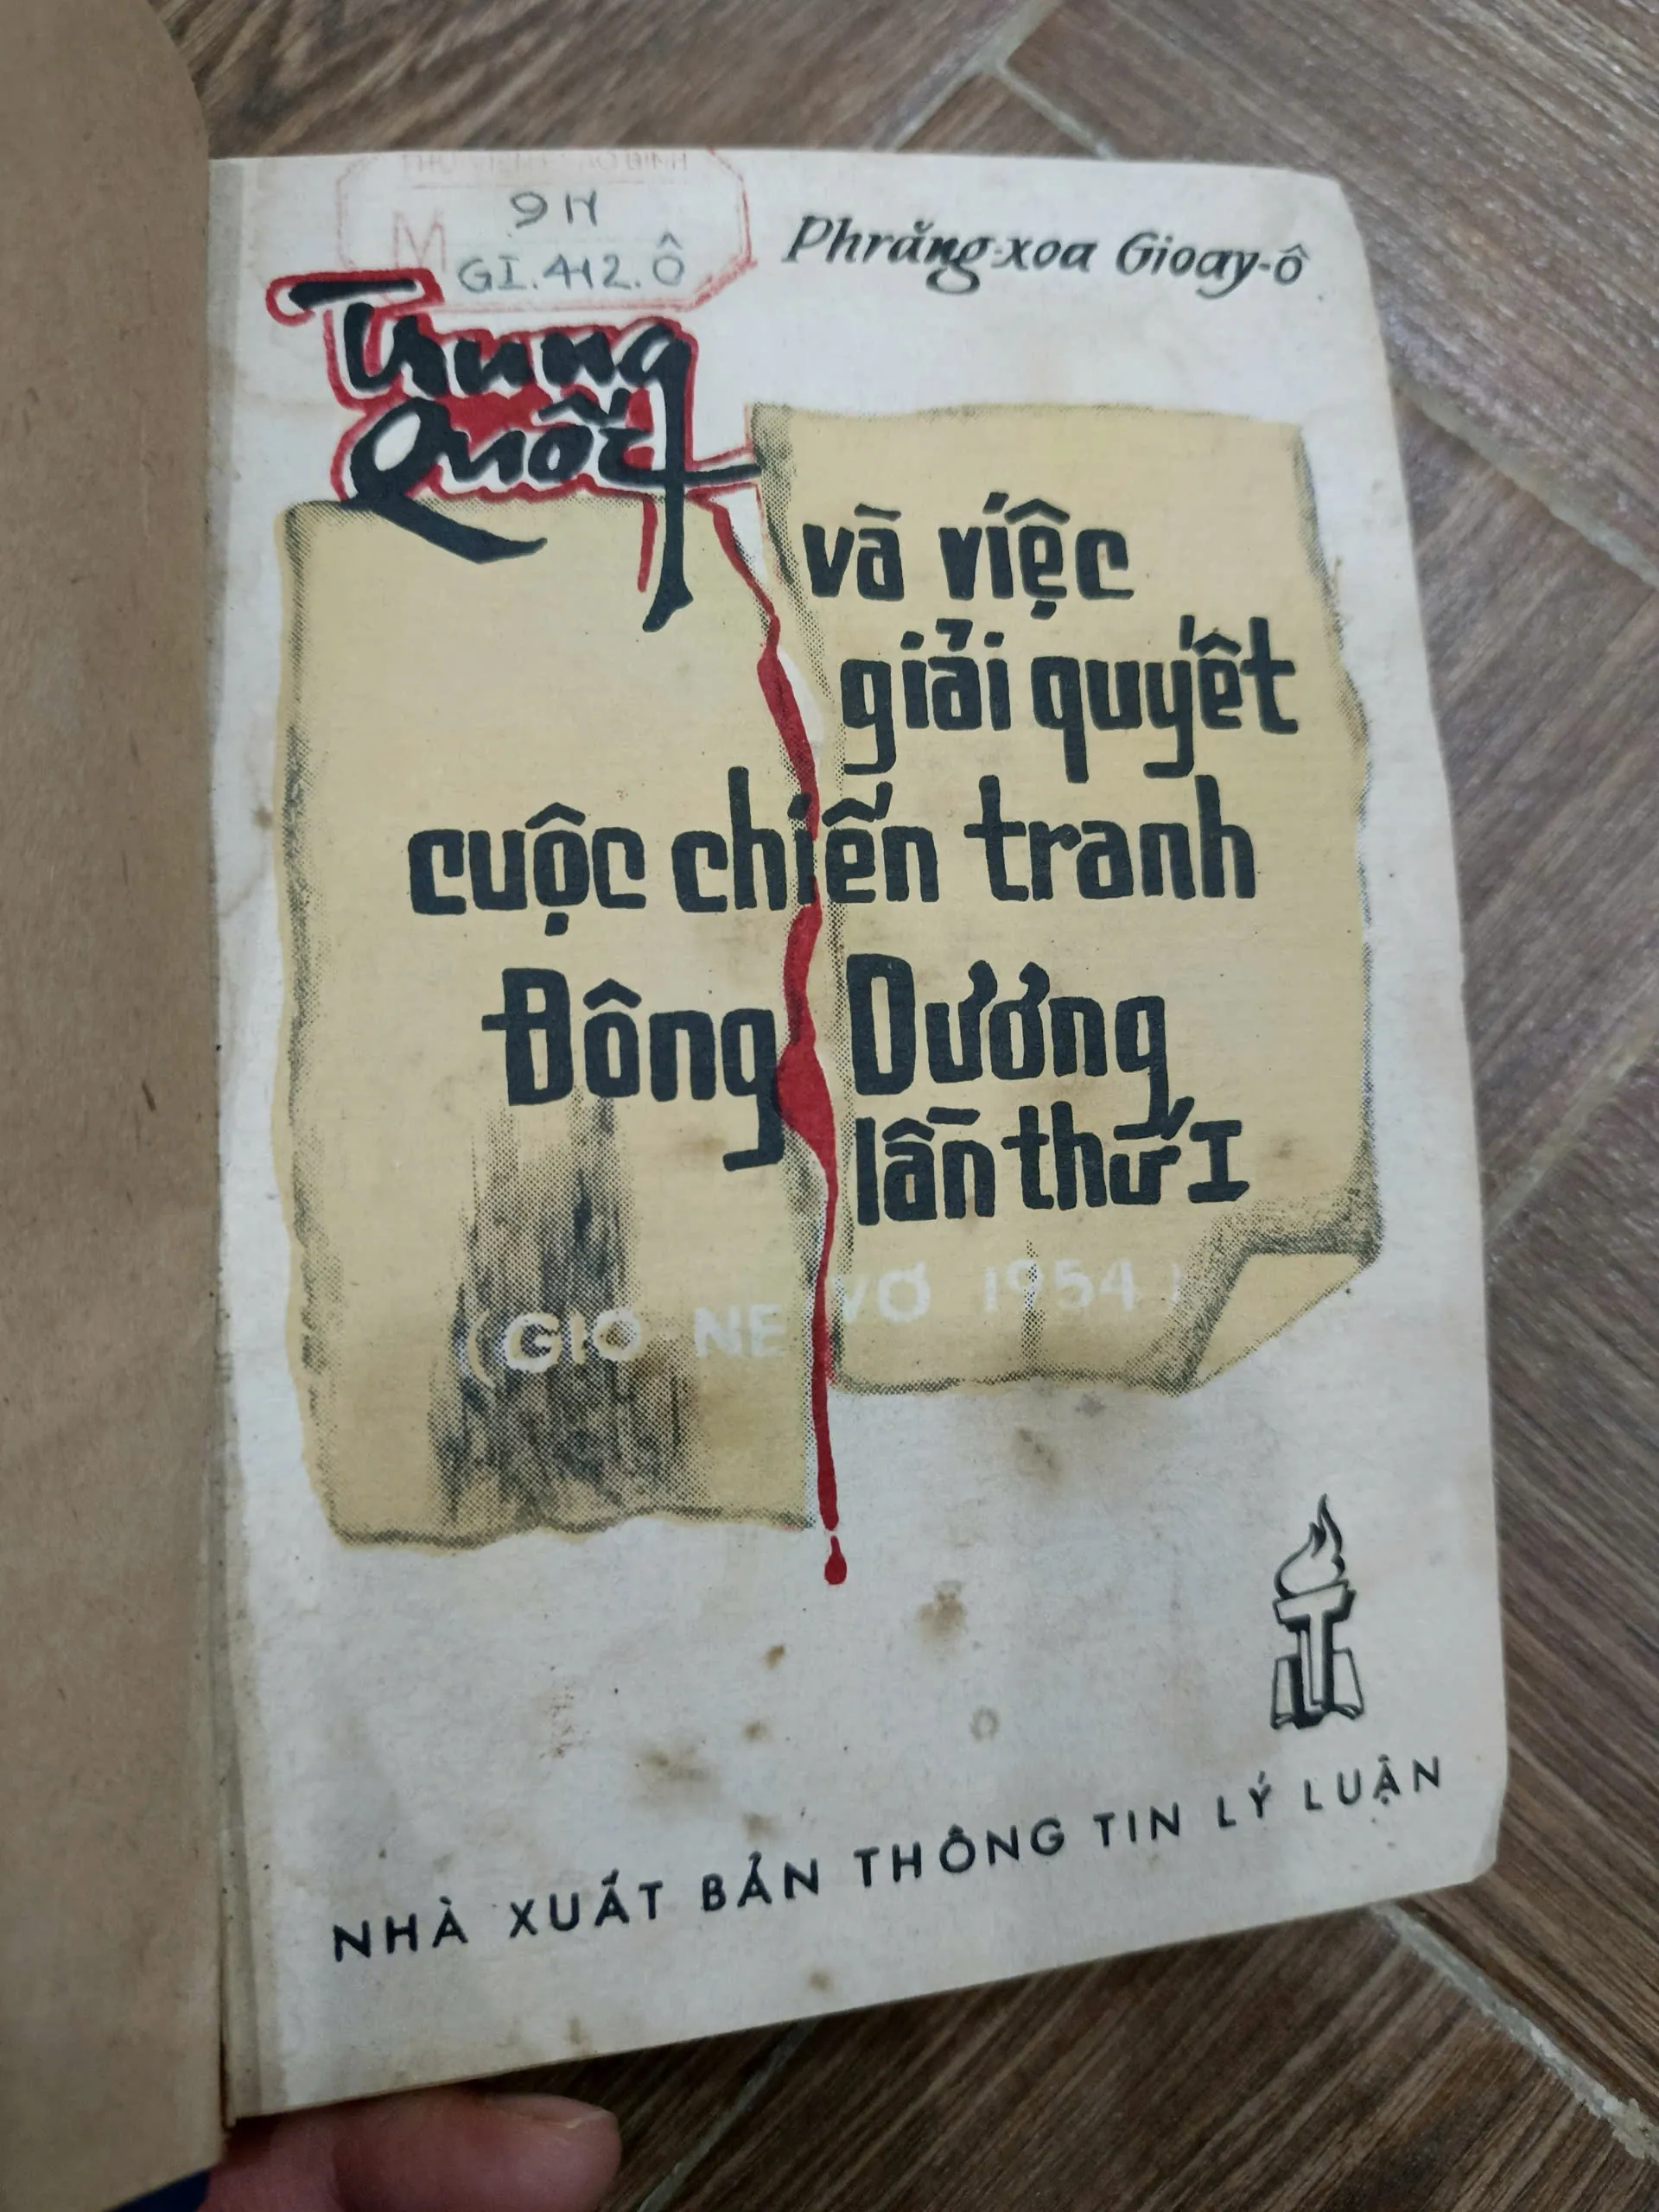 9H
GI.412.Ô
Phrăng-xoa Gioay-ô
Trung
Quốc
và việc
giải quyết
cuộc chiến tranh
Đông Dương
lần thứ I
(GIƠ NE VƠ 1954)
NHÀ XUẤT BẢN THÔNG TIN LÝ LUẬN